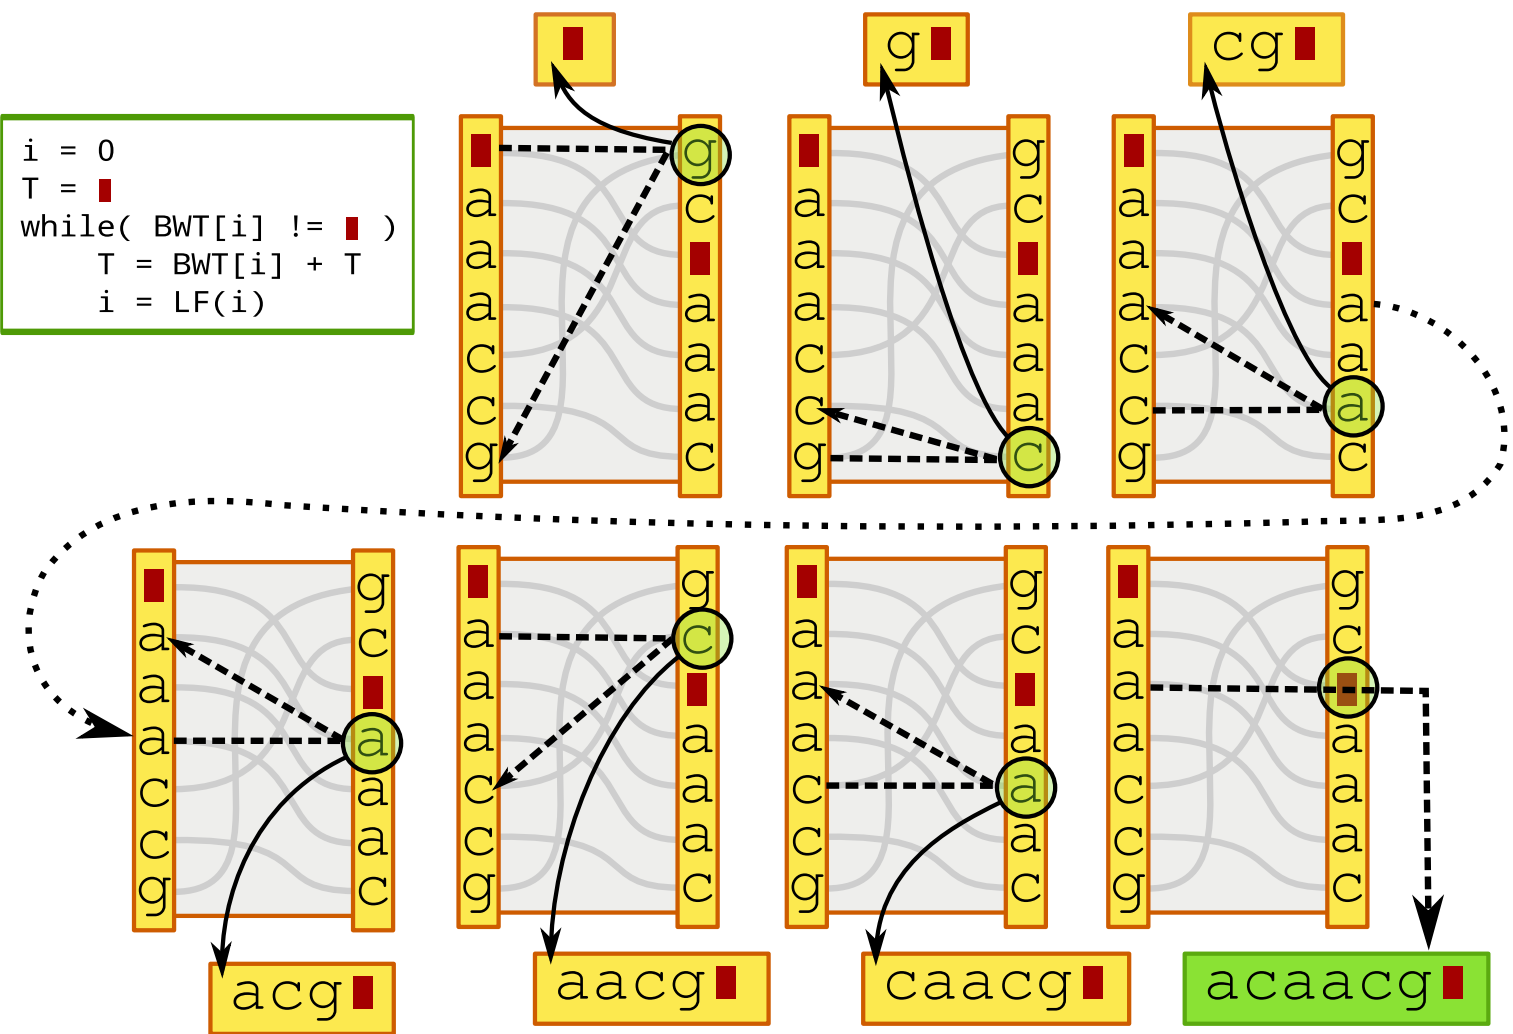 i = 0
T = █
while( BWT[i] != █ )
T = BWT[i] + T
i = LF(i)
█
█ g
a c
a █
a a
c a
c a
g c
g█
█ g
a c
a █
a a
c a
c a
g c
cg█
█ g
a c
a █
a a
c a
c a
g c
█ g
a c
a █
a a
c a
c a
g c
acg█
█ g
a c
a █
a a
c a
c a
g c
aacg█
█ g
a c
a █
a a
c a
c a
g c
caacg█
█ g
a c
a █
a a
c a
c a
g c
acaacg█